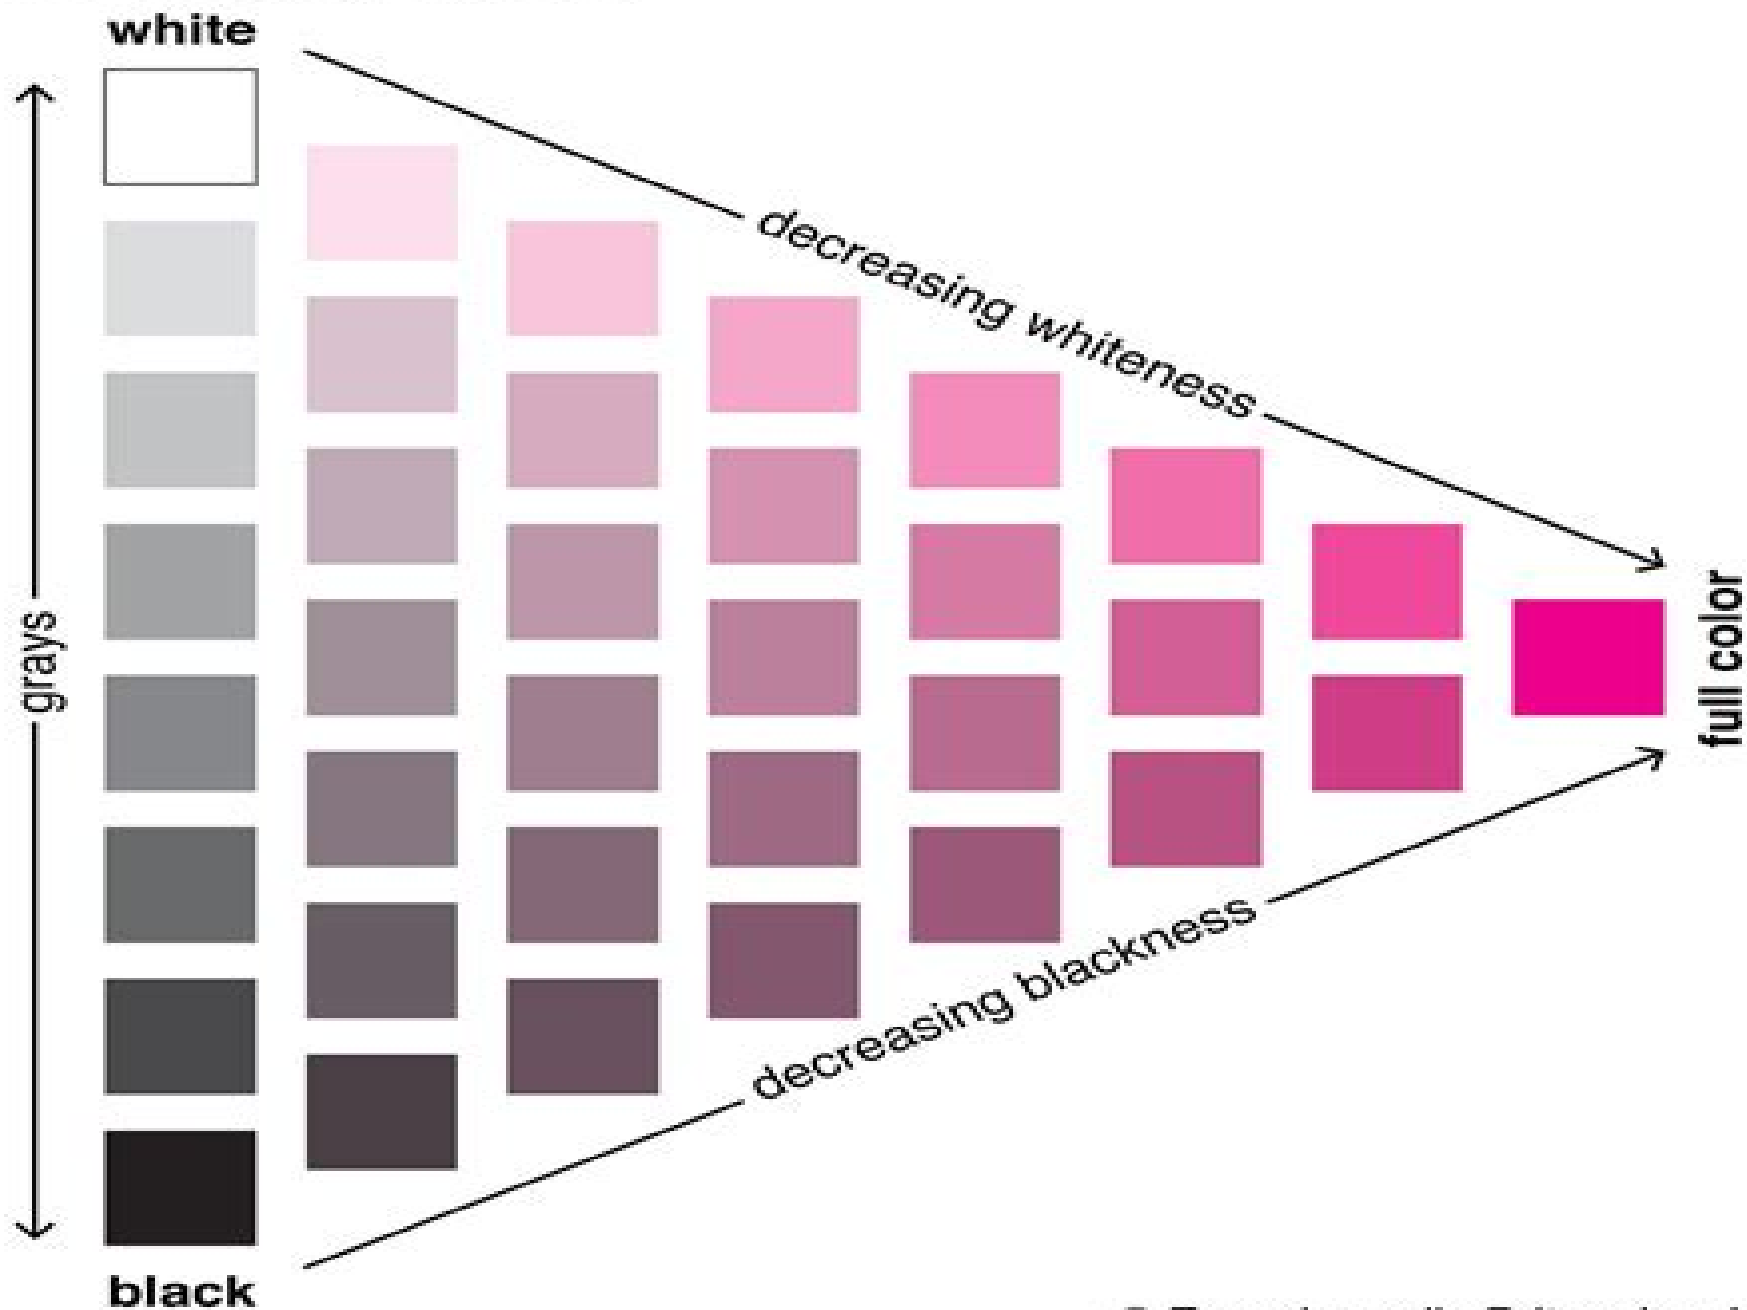 white
decreasing whiteness
grays
full color
decreasing blackness
black